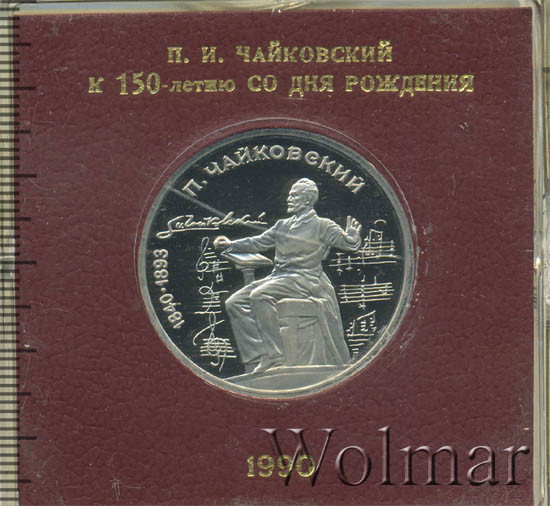 П. И. ЧАЙКОВСКИЙ
К 150-летию СО ДНЯ РОЖДЕНИЯ
П. ЧАЙКОВСКИЙ
1840·1893
1990
Wolmar